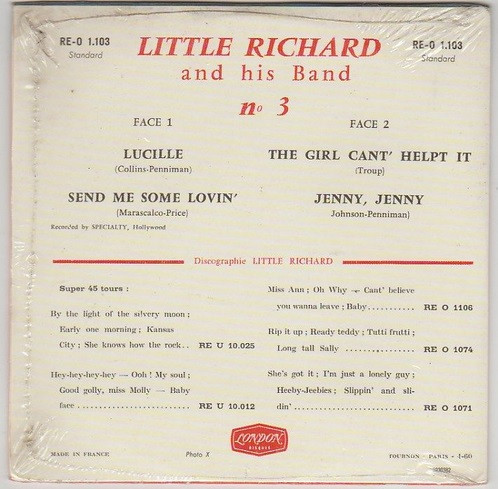 RE-O 1.103
Standard
LITTLE RICHARD
and his Band
no 3
RE-O 1.103
Standard
FACE 1
LUCILLE
(Collins-Penniman)
SEND ME SOME LOVIN'
(Marascalco-Price)
Recorded by SPECIALTY, Hollywood
FACE 2
THE GIRL CANT' HELPT IT
(Troup)
JENNY, JENNY
Johnson-Penniman)
Discographie LITTLE RICHARD
Super 45 tours :
By the light of the silvery moon ;
Early one morning ; Kansas
City ; She knows how the rock.. RE U 10.025
Hey-hey-hey-hey — Ooh ! My soul ;
Good golly, miss Molly — Baby
face .................... RE U 10.012
Miss Ann ; Oh Why — Cant' believe
you wanna leave ; Baby.......... RE O 1106
Rip it up ; Ready teddy ; Tutti frutti ;
Long tall Sally ................ RE O 1074
She's got it ; I'm just a lonely guy ;
Heeby-Jeebies ; Slippin' and sli-
din' .......................... RE O 1071
LONDON
DISQUES
MADE IN FRANCE
Photo X
TOURNON - PARIS - 4-60